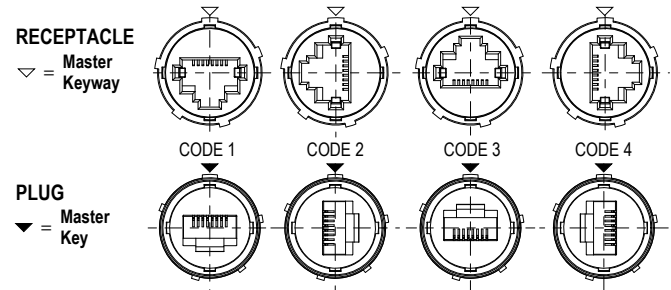 RECEPTACLE
▽ = Master
Keyway
CODE 1 CODE 2 CODE 3 CODE 4
PLUG
▼ = Master
Key